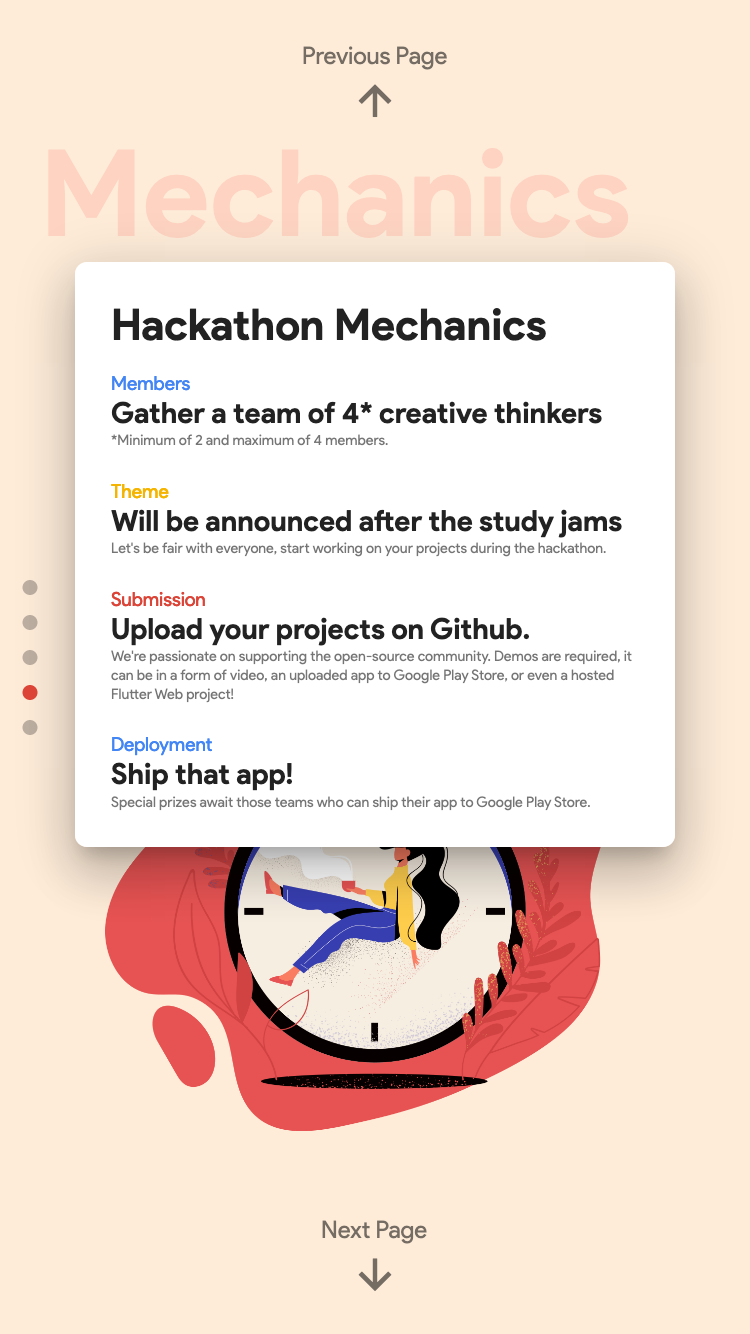 Previous Page
Mechanics
Hackathon Mechanics
Members
Gather a team of 4* creative thinkers
*Minimum of 2 and maximum of 4 members.
Theme
Will be announced after the study jams
Let's be fair with everyone, start working on your projects during the hackathon.
Submission
Upload your projects on Github.
We're passionate on supporting the open-source community. Demos are required, it
can be in a form of video, an uploaded app to Google Play Store, or even a hosted
Flutter Web project!
Deployment
Ship that app!
Special prizes await those teams who can ship their app to Google Play Store.
Next Page